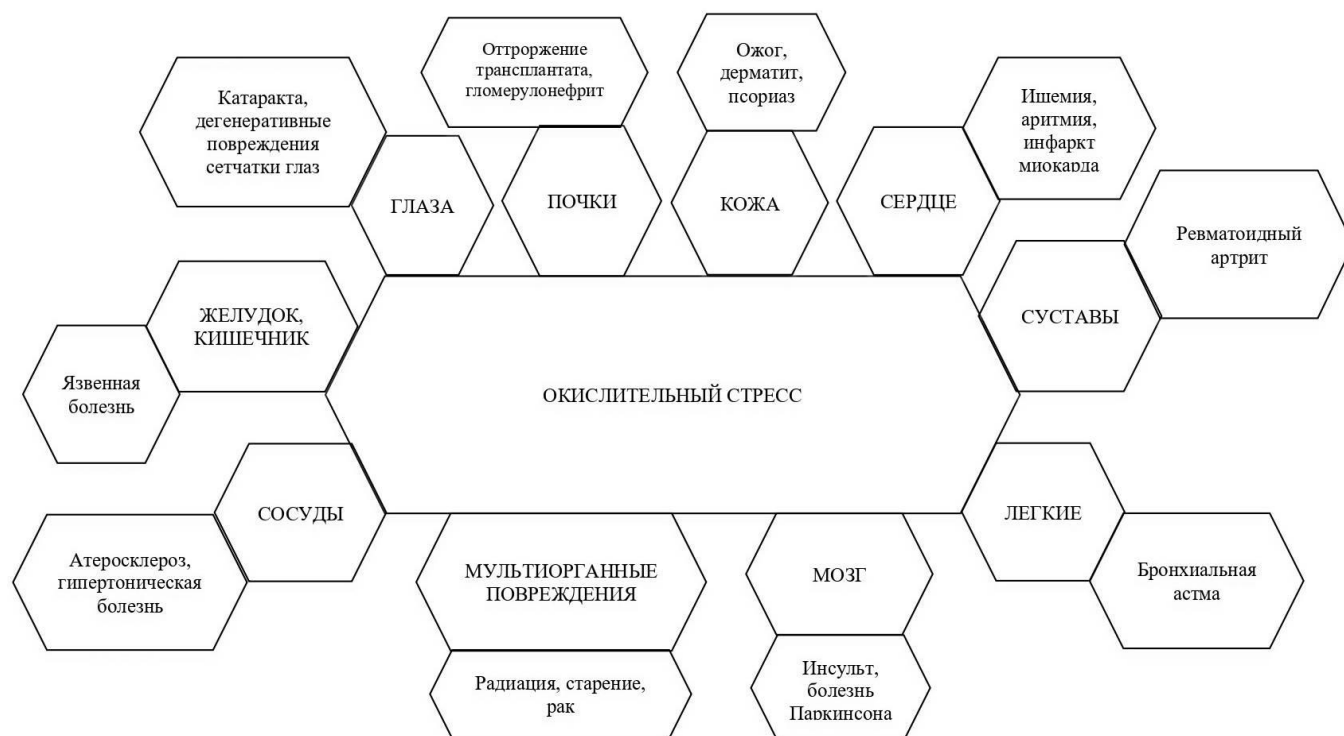 Катаракта,
дегенеративные
повреждения
сетчатки глаз
Оттроржение
трансплантата,
гломерулонефрит
Ожог,
дерматит,
псориаз
Ишемия,
аритмия,
инфаркт
миокарда
ГЛАЗА
ПОЧКИ
КОЖА
СЕРДЦЕ
Ревматоидный
артрит
СУСТАВЫ
ЖЕЛУДОК,
КИШЕЧНИК
Язвенная
болезнь
ОКИСЛИТЕЛЬНЫЙ СТРЕСС
СОСУДЫ
Атеросклероз,
гипертоническая
болезнь
МУЛЬТИОРГАННЫЕ
ПОВРЕЖДЕНИЯ
Радиация, старение,
рак
МОЗГ
Инсульт,
болезнь
Паркинсона
ЛЕГКИЕ
Бронхиальная
астма